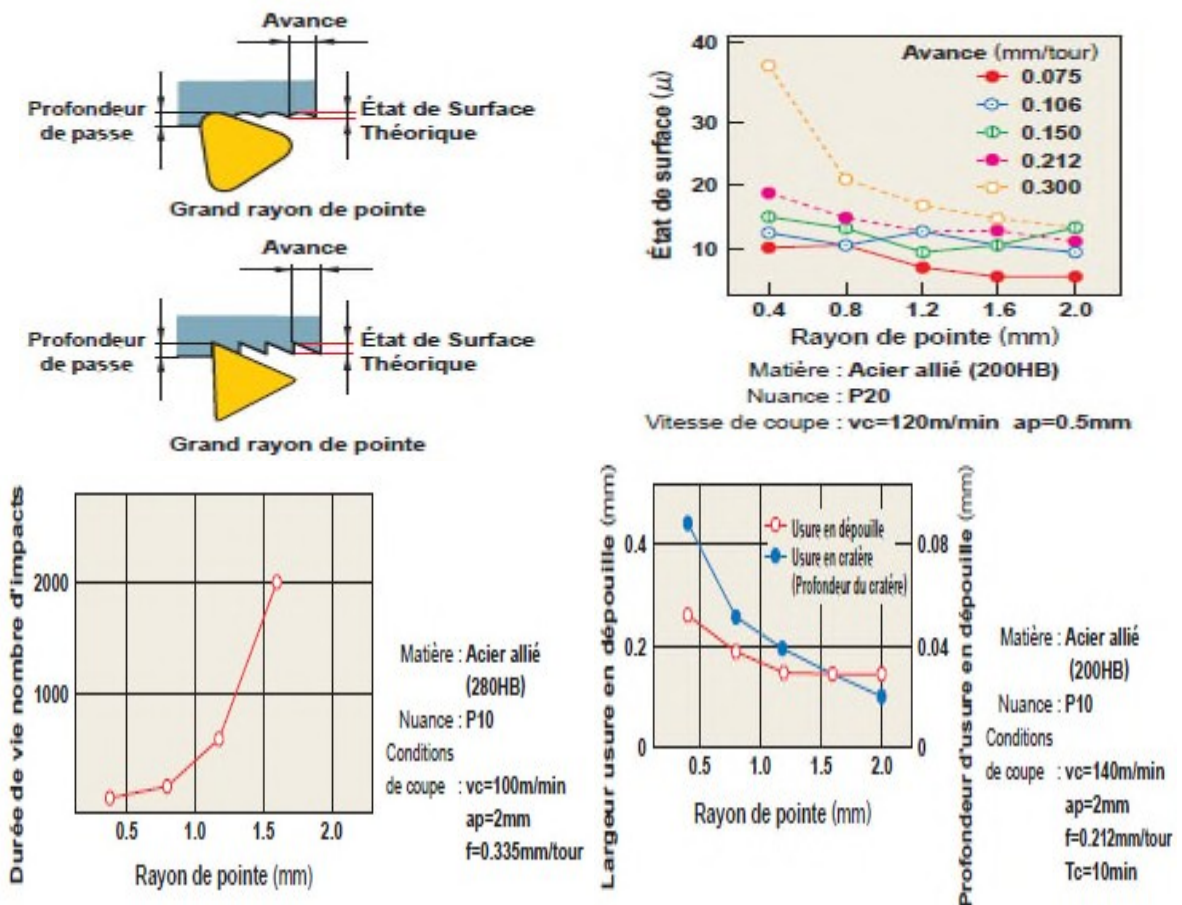 Avance
Profondeur
de passe
État de Surface
Théorique
Grand rayon de pointe
Avance
Profondeur
de passe
État de Surface
Théorique
Grand rayon de pointe
État de surface (μ)
40
30
20
10
Avance (mm/tour)
0.075
0.106
0.150
0.212
0.300
0.4 0.8 1.2 1.6 2.0
Rayon de pointe (mm)
Matière : Acier allié (200HB)
Nuance : P20
Vitesse de coupe : vc=120m/min ap=0.5mm
Durée de vie nombre d'impacts
2000
1000
0.5 1.0 1.5 2.0
Rayon de pointe (mm)
Matière : Acier allié
(280HB)
Nuance : P10
Conditions
de coupe : vc=100m/min
ap=2mm
f=0.335mm/tour
Largeur usure en dépouille (mm)
0.4
0.2
0
Usure en dépouille
Usure en cratère
(Profondeur du cratère)
0.08
0.04
0
0.5 1.0 1.5 2.0
Rayon de pointe (mm)
Profondeur d'usure en dépouille (mm)
Matière : Acier allié
(200HB)
Nuance : P10
Conditions
de coupe : vc=140m/min
ap=2mm
f=0.212mm/tour
Tc=10min